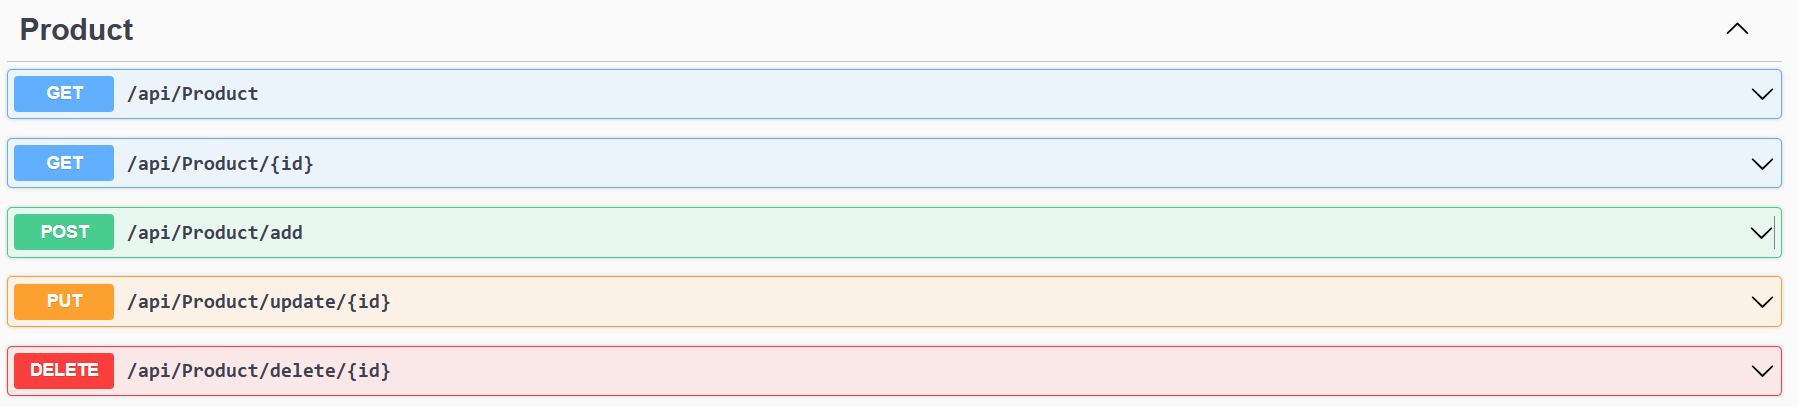 Product
GET /api/Product
GET /api/Product/{id}
POST /api/Product/add
PUT /api/Product/update/{id}
DELETE /api/Product/delete/{id}